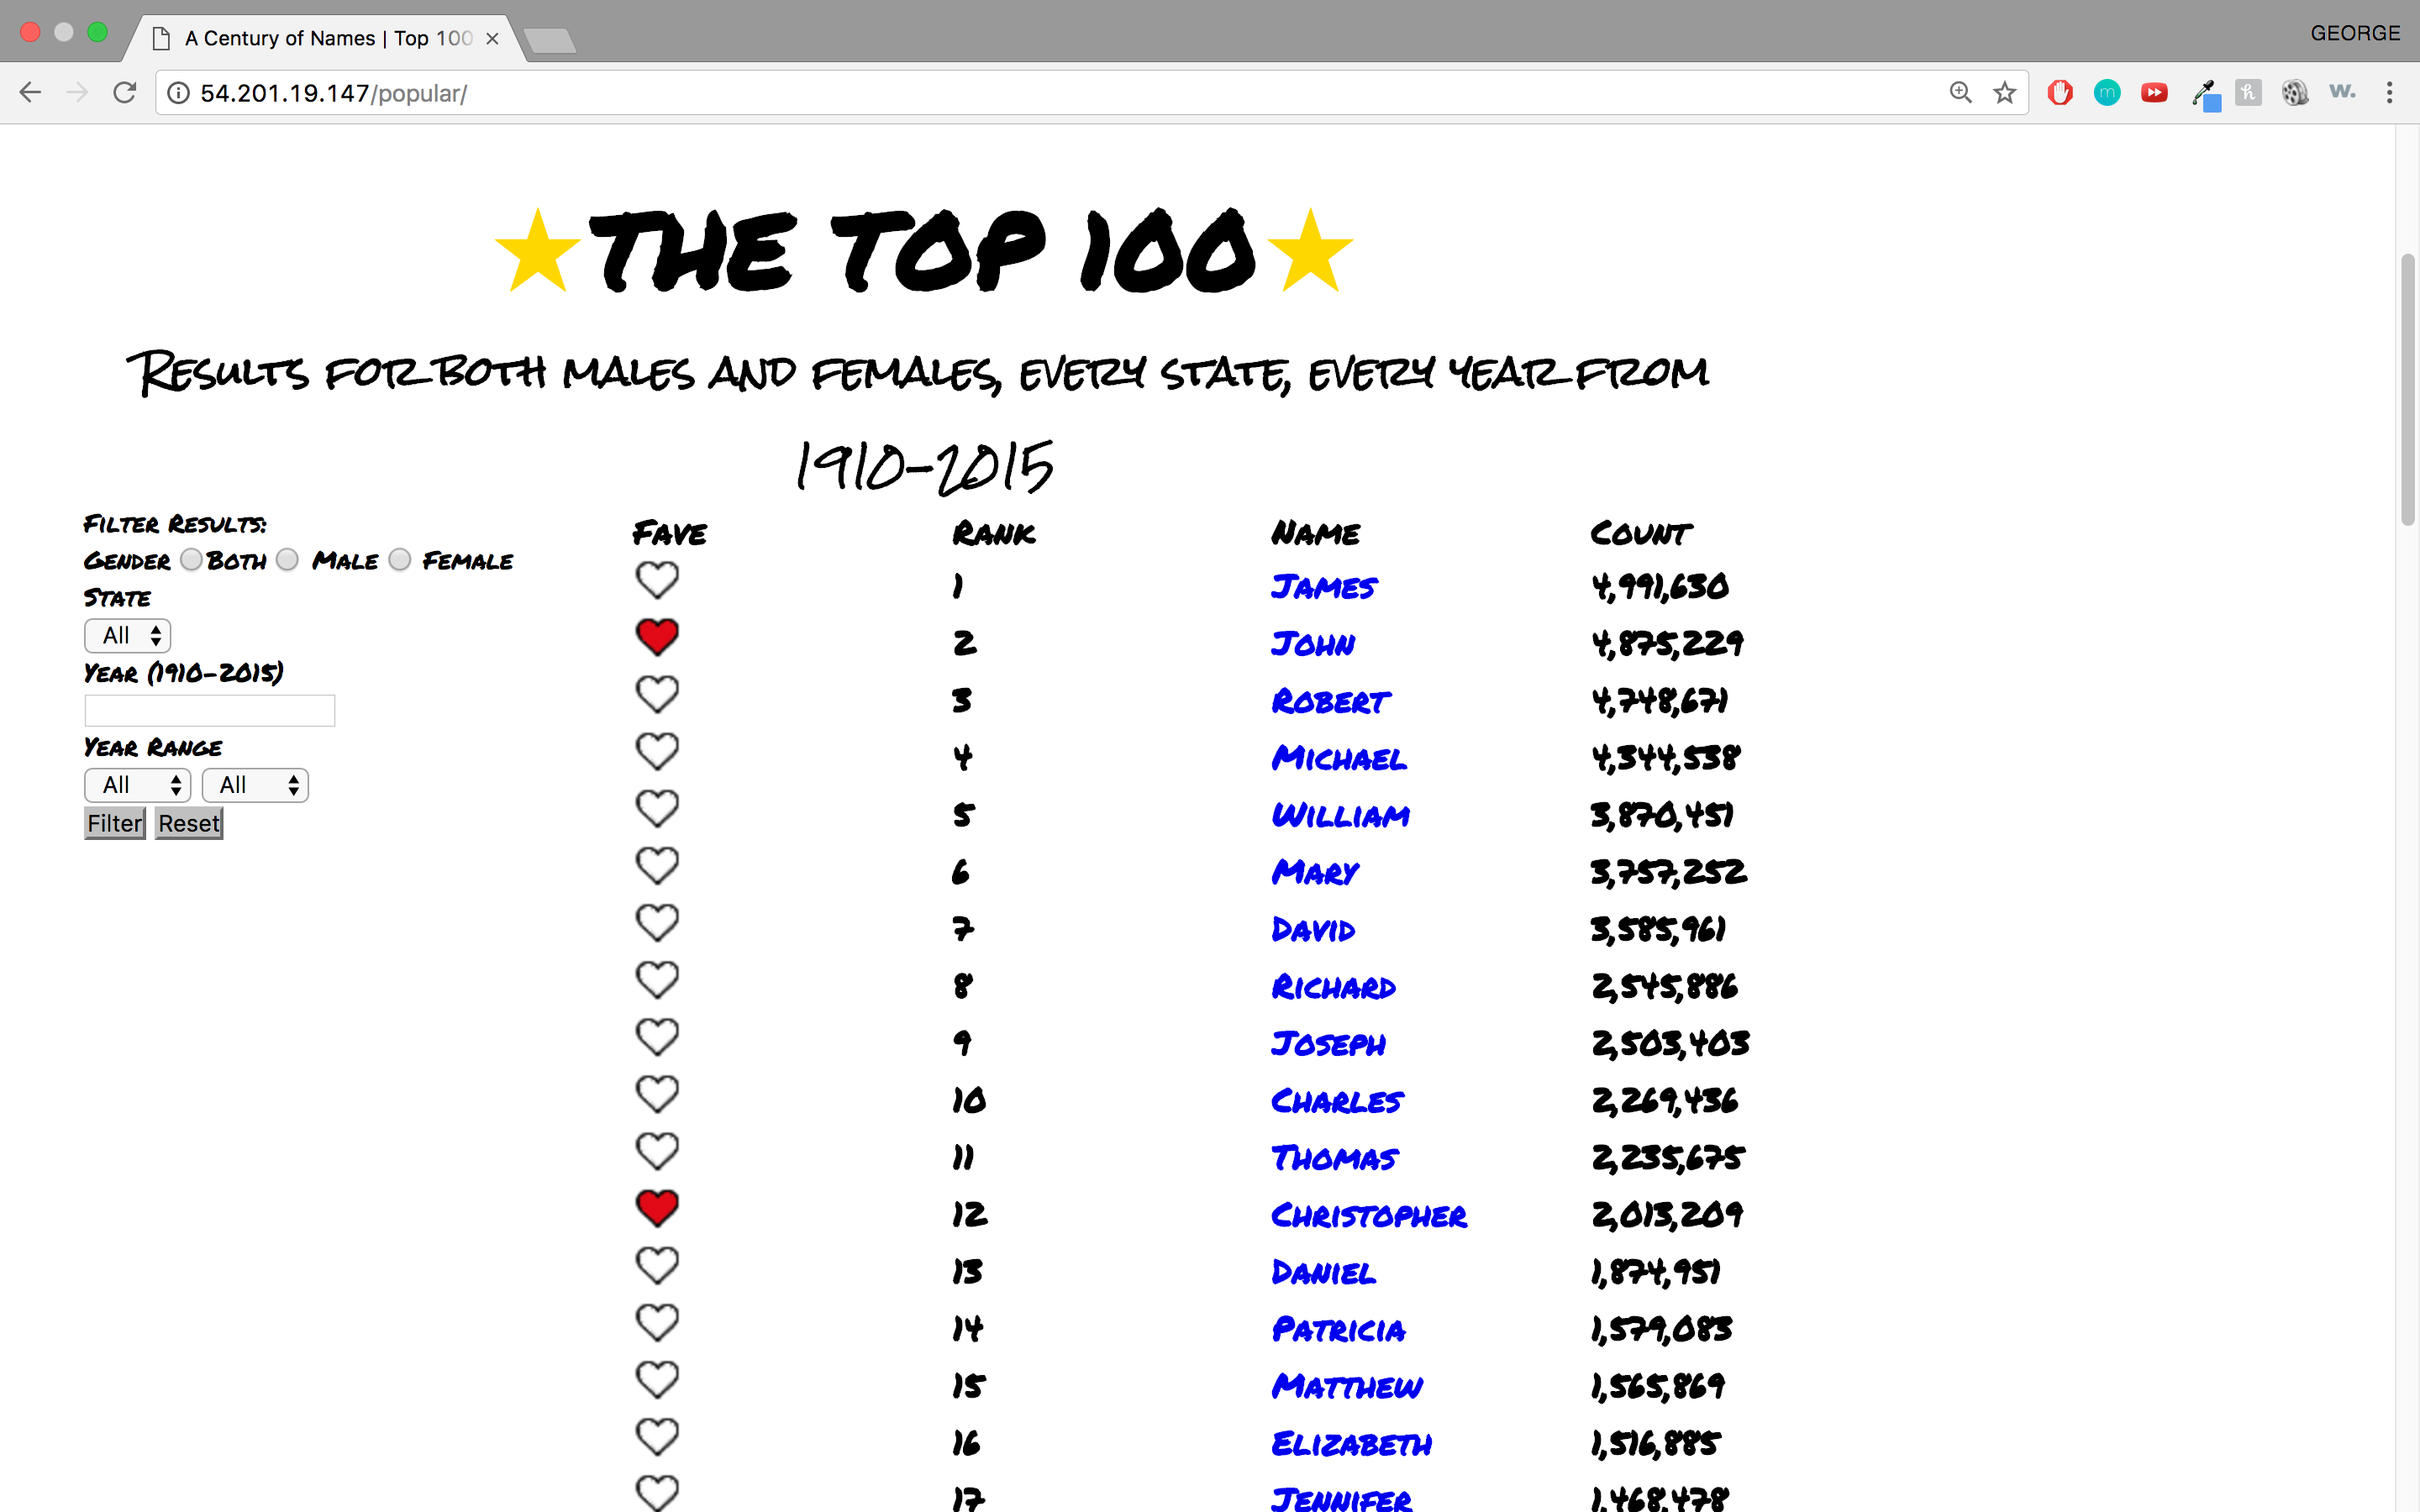 A Century of Names | Top 100
GEORGE
54.201.19.147/popular/
THE TOP 100
Results for both males and females, every state, every year from
1910-2015
Filter Results:
Gender Both Male Female
State
All
Year (1910-2015)
Year Range
All All
Filter Reset
Fave Rank Name Count
1 James 4,991,630
2 John 4,875,229
3 Robert 4,748,671
4 Michael 4,344,538
5 William 3,870,451
6 Mary 3,757,252
7 David 3,585,961
8 Richard 2,545,886
9 Joseph 2,503,403
10 Charles 2,269,436
11 Thomas 2,235,675
12 Christopher 2,013,209
13 Daniel 1,874,951
14 Patricia 1,579,083
15 Matthew 1,565,869
16 Elizabeth 1,516,885
17 Jennifer 1,468,478